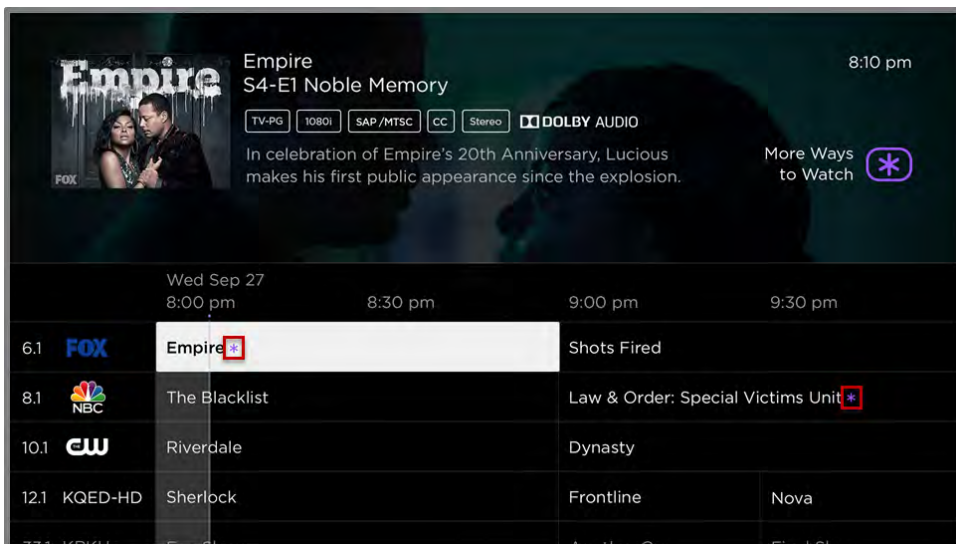 Empire
FOX
Empire
S4-E1 Noble Memory
8:10 pm
TV-PG 1080i SAP/MTSC CC Stereo DOLBY AUDIO
In celebration of Empire's 20th Anniversary, Lucious
makes his first public appearance since the explosion.
More Ways
to Watch *
Wed Sep 27
8:00 pm 8:30 pm 9:00 pm 9:30 pm
6.1 FOX Empire * Shots Fired
8.1 NBC The Blacklist Law & Order: Special Victims Unit *
10.1 THE CW Riverdale Dynasty
12.1 KQED-HD Sherlock Frontline Nova